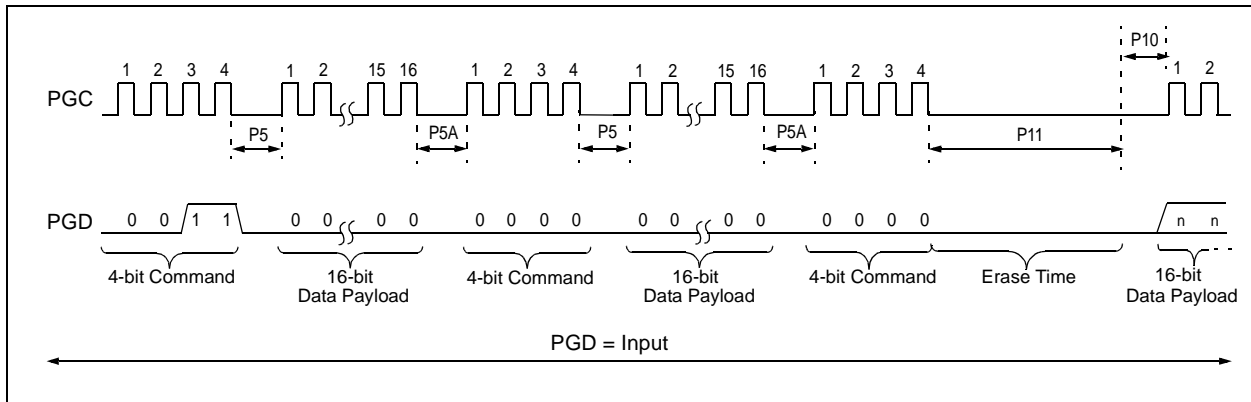 P10
1 2 3 4 1 2 15 16 1 2 3 4 1 2 15 16 1 2 3 4 1 2
PGC
P5 P5A P5 P5A P11
PGD 0 0 1 1 0 0 0 0 0 0 0 0 0 0 0 0 0 0 0 0 n n
4-bit Command 16-bit 4-bit Command 16-bit 4-bit Command Erase Time 16-bit
Data Payload Data Payload Data Payload
PGD = Input